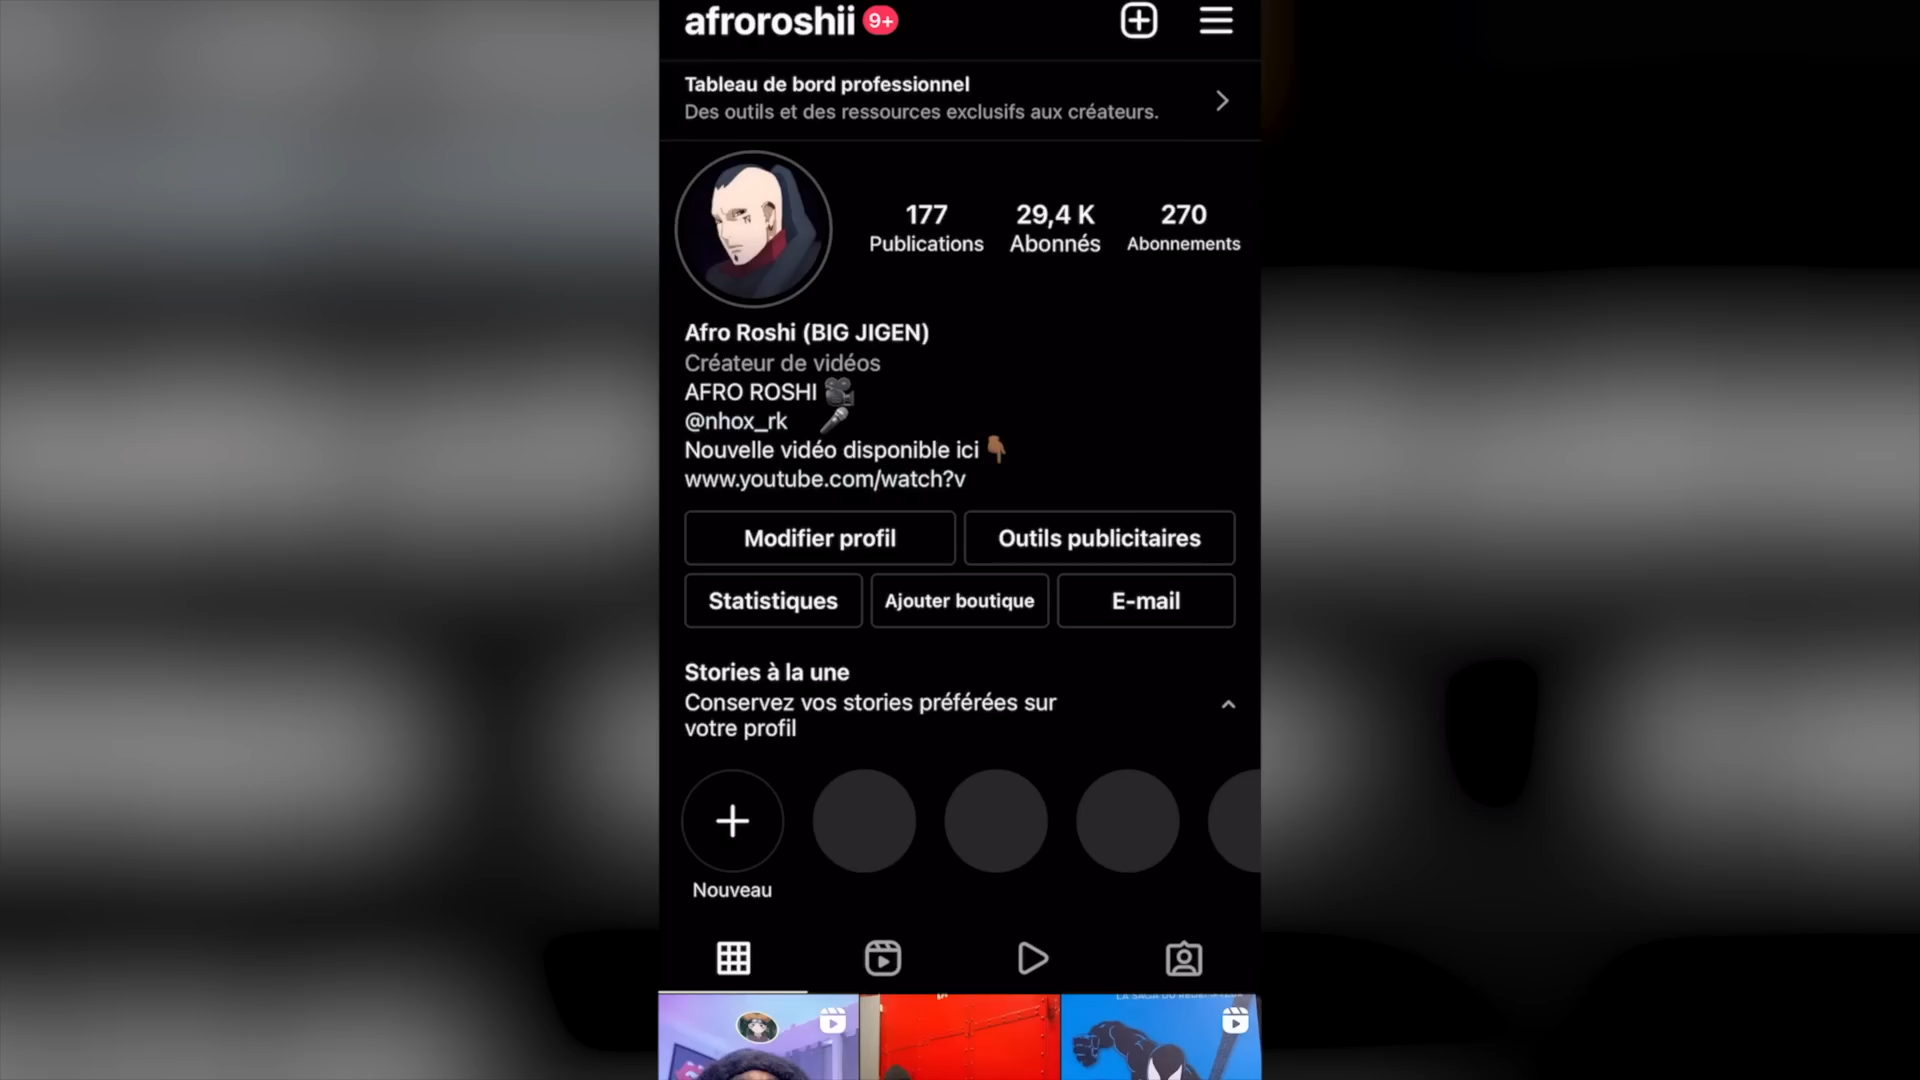 afroroshii 9+
Tableau de bord professionnel
Des outils et des ressources exclusifs aux créateurs.
177
Publications
29,4 K
Abonnés
270
Abonnements
Afro Roshi (BIG JIGEN)
Créateur de vidéos
AFRO ROSHI 🎥
@nhox_rk 🎤
Nouvelle vidéo disponible ici 👇🏾
www.youtube.com/watch?v
Modifier profil
Outils publicitaires
Statistiques
Ajouter boutique
E-mail
Stories à la une
Conservez vos stories préférées sur
votre profil
Nouveau
LA SAGA DU